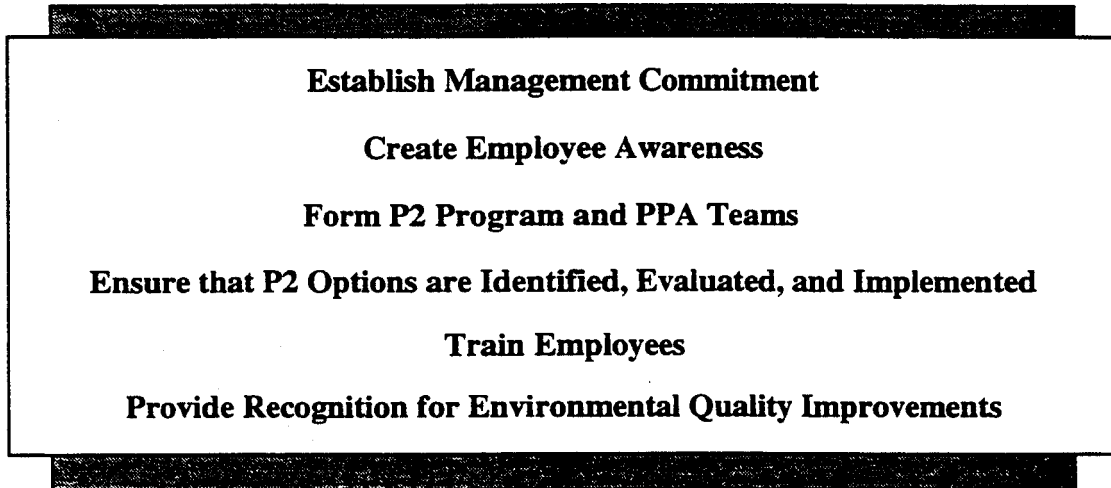 Establish Management Commitment
Create Employee Awareness
Form P2 Program and PPA Teams
Ensure that P2 Options are Identified, Evaluated, and Implemented
Train Employees
Provide Recognition for Environmental Quality Improvements